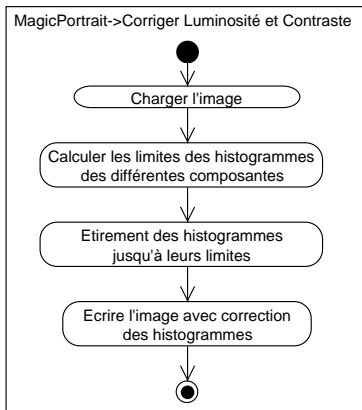 MagicPortrait->Corriger Luminosité et Contraste
Charger l'image
Calculer les limites des histogrammes
des différentes composantes
Etirement des histogrammes
jusqu'à leurs limites
Ecrire l'image avec correction
des histogrammes